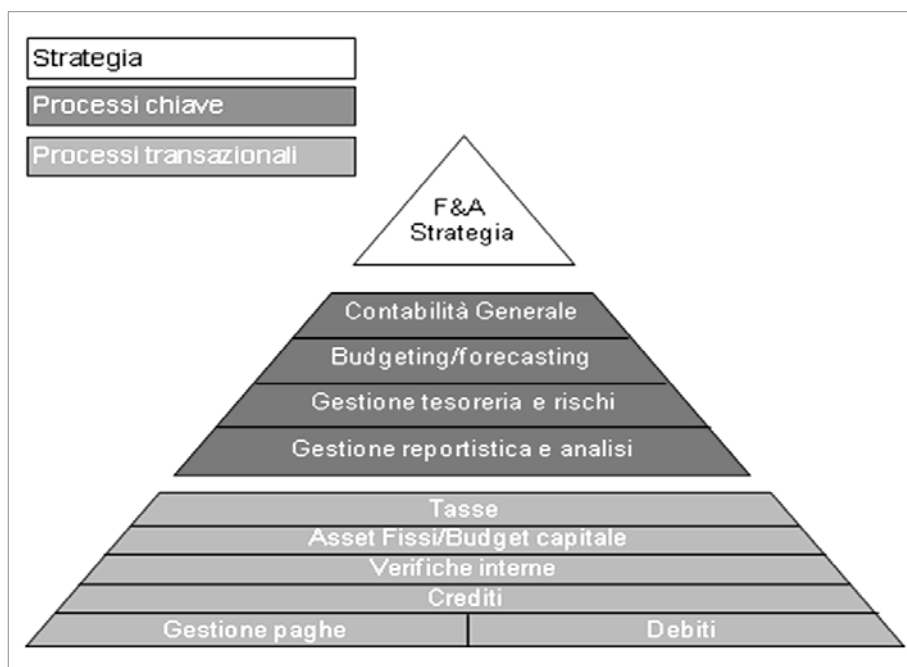 Strategia
Processi chiave
Processi transazionali
F&A
Strategia
Contabilità Generale
Budgeting/forecasting
Gestione tesoreria e rischi
Gestione reportistica e analisi
Tasse
Asset Fissi/Budget capitale
Verifiche interne
Crediti
Gestione paghe
Debiti